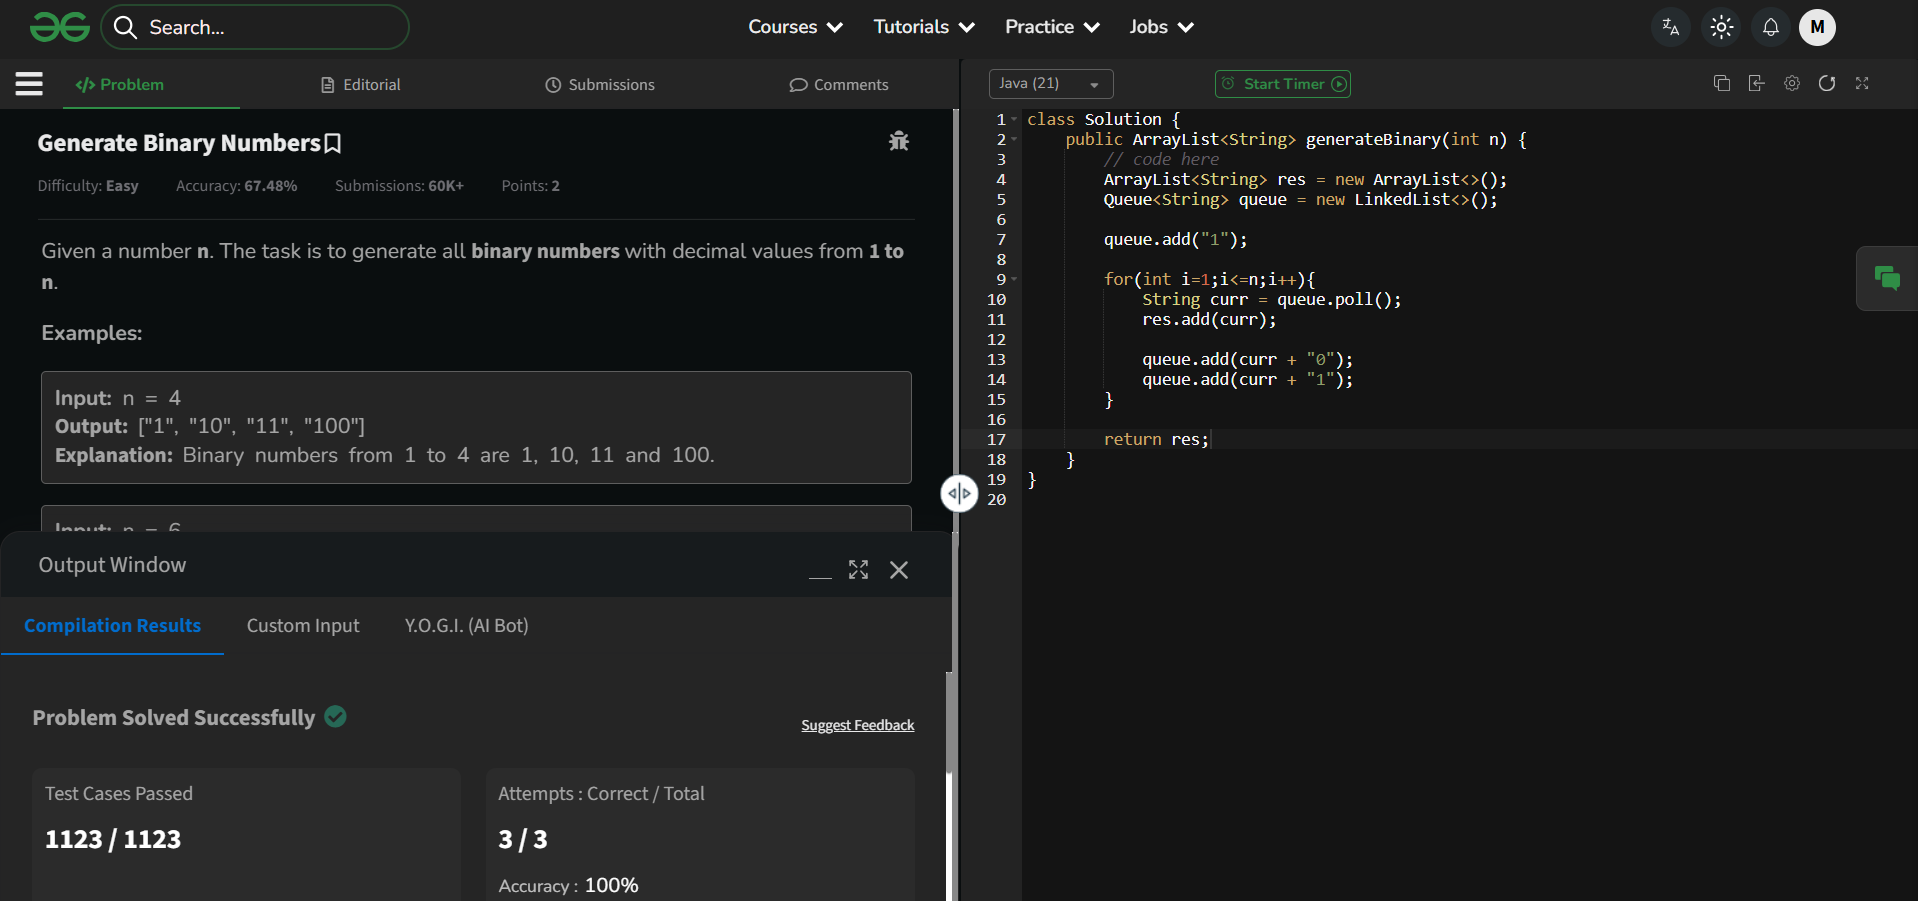 Search...
Courses
Tutorials
Practice
Jobs
M
Problem
Editorial
Submissions
Comments
Java (21)
Start Timer
Generate Binary Numbers
Difficulty: Easy Accuracy: 67.48% Submissions: 60K+ Points: 2
Given a number n. The task is to generate all binary numbers with decimal values from 1 to
n.
Examples:
Input: n = 4
Output: ["1", "10", "11", "100"]
Explanation: Binary numbers from 1 to 4 are 1, 10, 11 and 100.
Input: n = 6
Output Window
Compilation Results
Custom Input
Y.O.G.I. (AI Bot)
Problem Solved Successfully
Suggest Feedback
Test Cases Passed
1123 / 1123
Attempts : Correct / Total
3 / 3
Accuracy : 100%
1 class Solution {
2 public ArrayList<String> generateBinary(int n) {
3 // code here
4 ArrayList<String> res = new ArrayList<>();
5 Queue<String> queue = new LinkedList<>();
6
7 queue.add("1");
8
9 for(int i=1;i<=n;i++){
10 String curr = queue.poll();
11 res.add(curr);
12
13 queue.add(curr + "0");
14 queue.add(curr + "1");
15 }
16
17 return res;
18 }
19 }
20